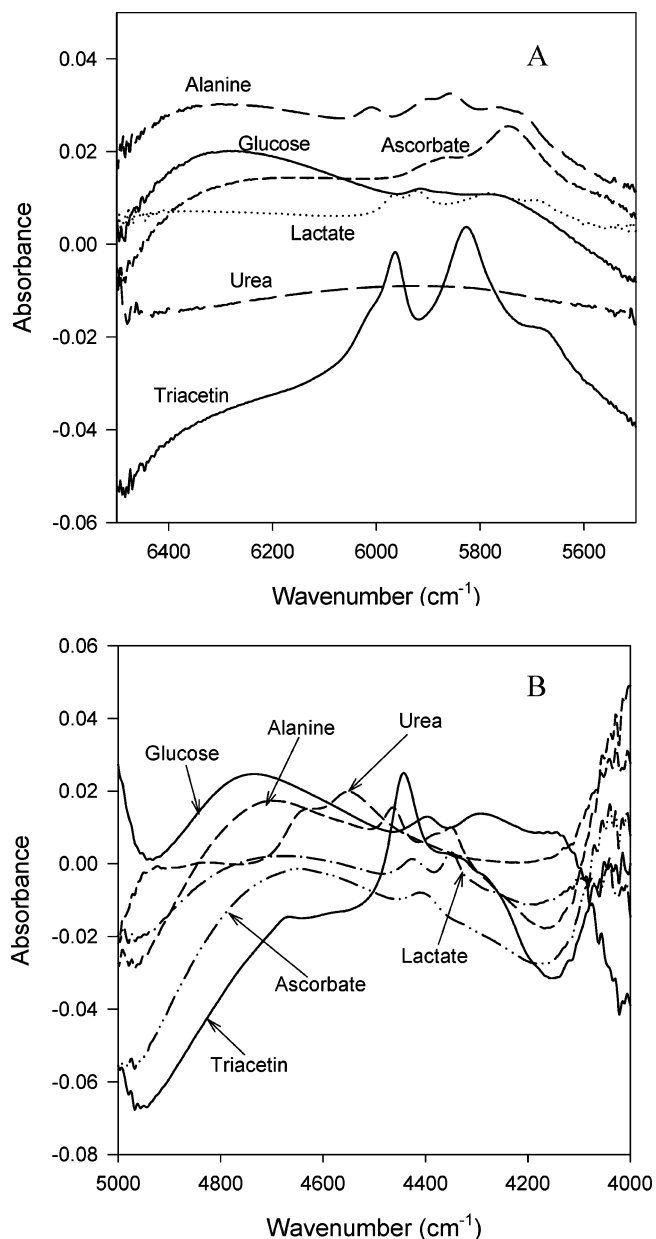 A
0.04
0.02
0.00
-0.02
-0.04
-0.06
Absorbance
Alanine
Glucose
Ascorbate
Lactate
Urea
Triacetin
6400 6200 6000 5800 5600
Wavenumber (cm⁻¹)
B
0.06
0.04
0.02
0.00
-0.02
-0.04
-0.06
-0.08
Absorbance
Urea
Alanine
Glucose
Lactate
Ascorbate
Triacetin
5000 4800 4600 4400 4200 4000
Wavenumber (cm⁻¹)